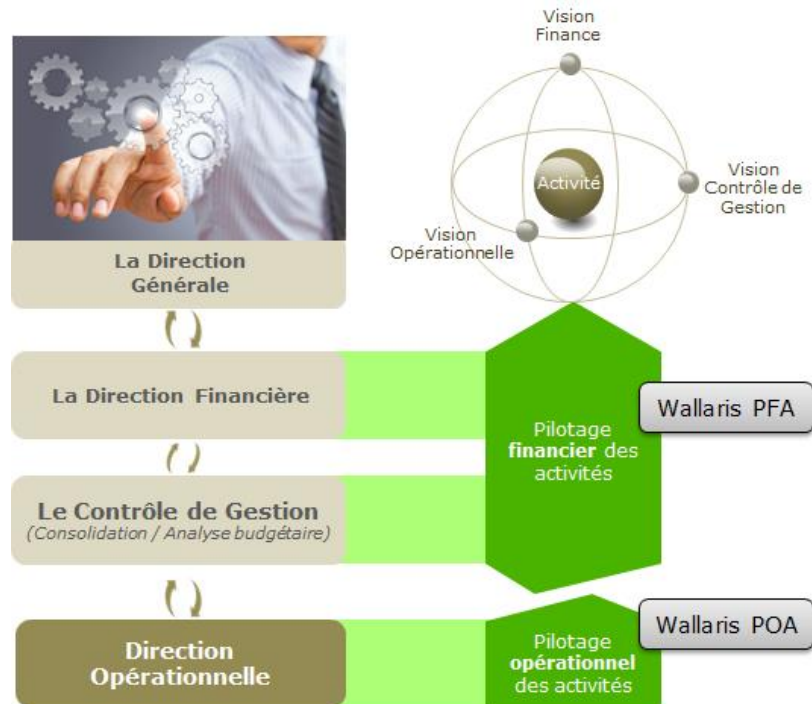 Vision
Finance
Activité
Vision
Contrôle de
Gestion
Vision
Opérationnelle
La Direction
Générale
La Direction Financière
Wallaris PFA
Pilotage
financier des
activités
Le Contrôle de Gestion
(Consolidation / Analyse budgétaire)
Wallaris POA
Direction
Opérationnelle
Pilotage
opérationnel
des activités